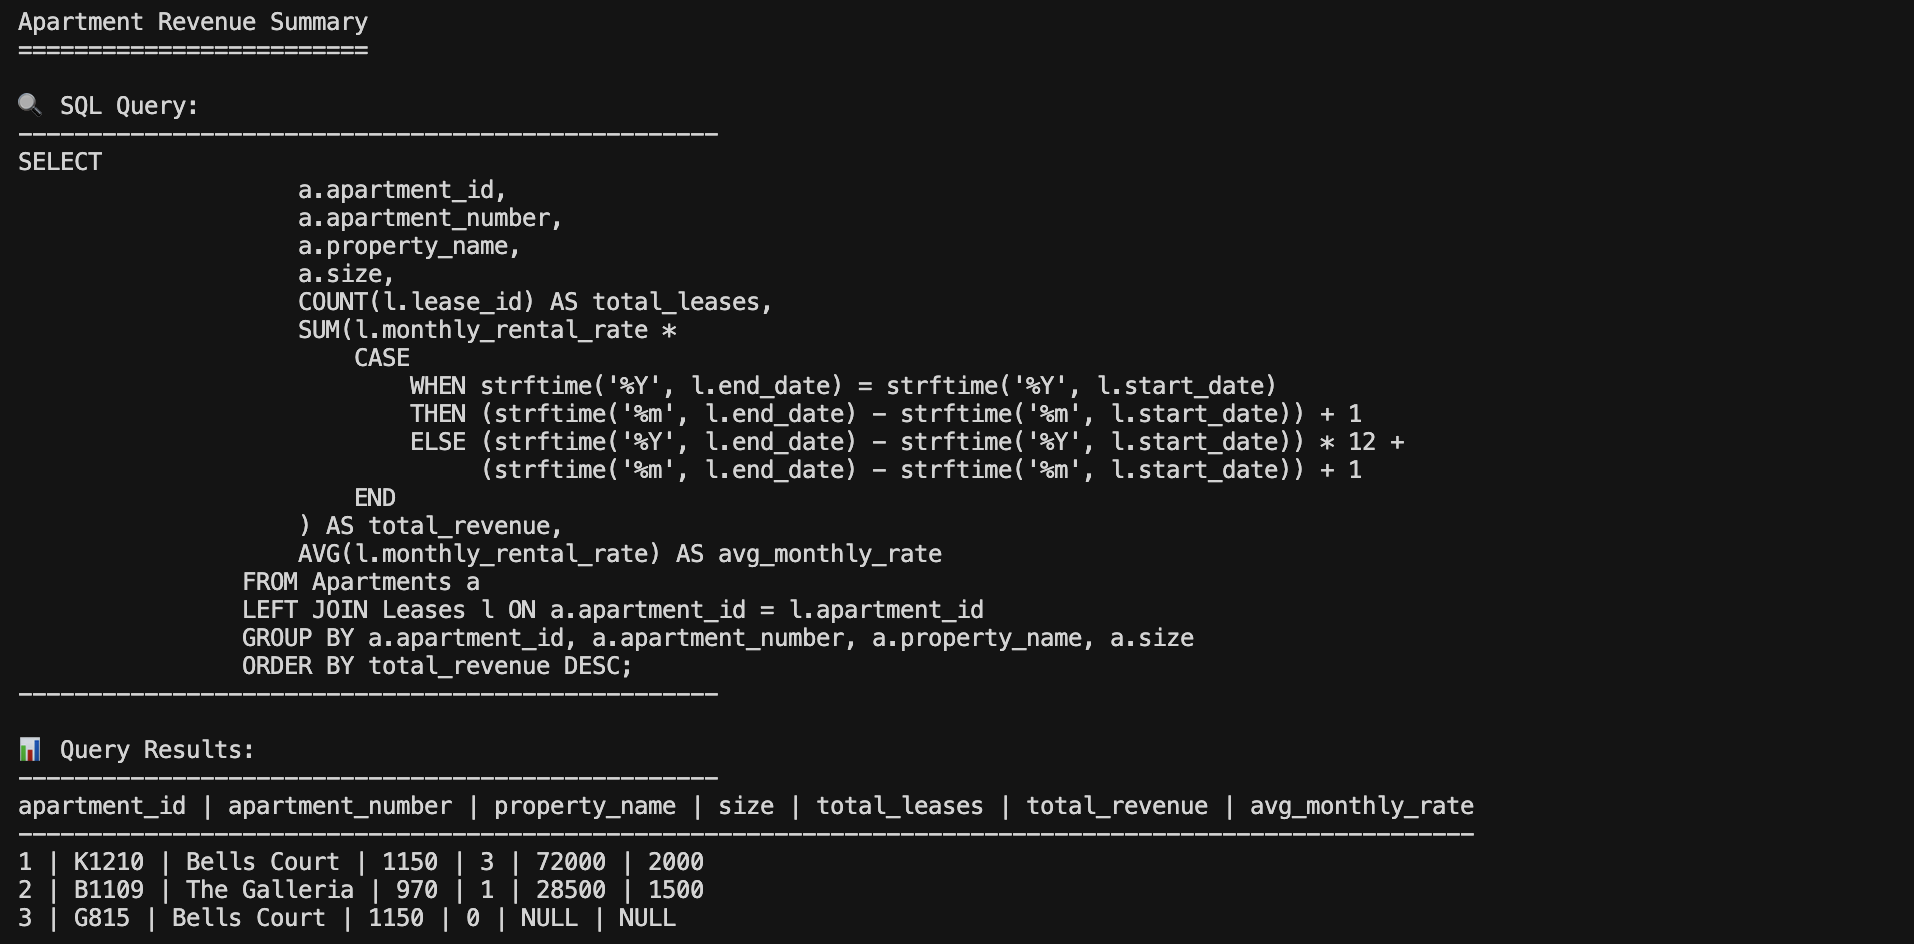 Apartment Revenue Summary
=========================
🔍 SQL Query:
--------------------------------------------------
SELECT
a.apartment_id,
a.apartment_number,
a.property_name,
a.size,
COUNT(l.lease_id) AS total_leases,
SUM(l.monthly_rental_rate *
CASE
WHEN strftime('%Y', l.end_date) = strftime('%Y', l.start_date)
THEN (strftime('%m', l.end_date) - strftime('%m', l.start_date)) + 1
ELSE (strftime('%Y', l.end_date) - strftime('%Y', l.start_date)) * 12 +
(strftime('%m', l.end_date) - strftime('%m', l.start_date)) + 1
END
) AS total_revenue,
AVG(l.monthly_rental_rate) AS avg_monthly_rate
FROM Apartments a
LEFT JOIN Leases l ON a.apartment_id = l.apartment_id
GROUP BY a.apartment_id, a.apartment_number, a.property_name, a.size
ORDER BY total_revenue DESC;
--------------------------------------------------
📊 Query Results:
--------------------------------------------------
apartment_id | apartment_number | property_name | size | total_leases | total_revenue | avg_monthly_rate
--------------------------------------------------------------------------------------------------------
1 | K1210 | Bells Court | 1150 | 3 | 72000 | 2000
2 | B1109 | The Galleria | 970 | 1 | 28500 | 1500
3 | G815 | Bells Court | 1150 | 0 | NULL | NULL